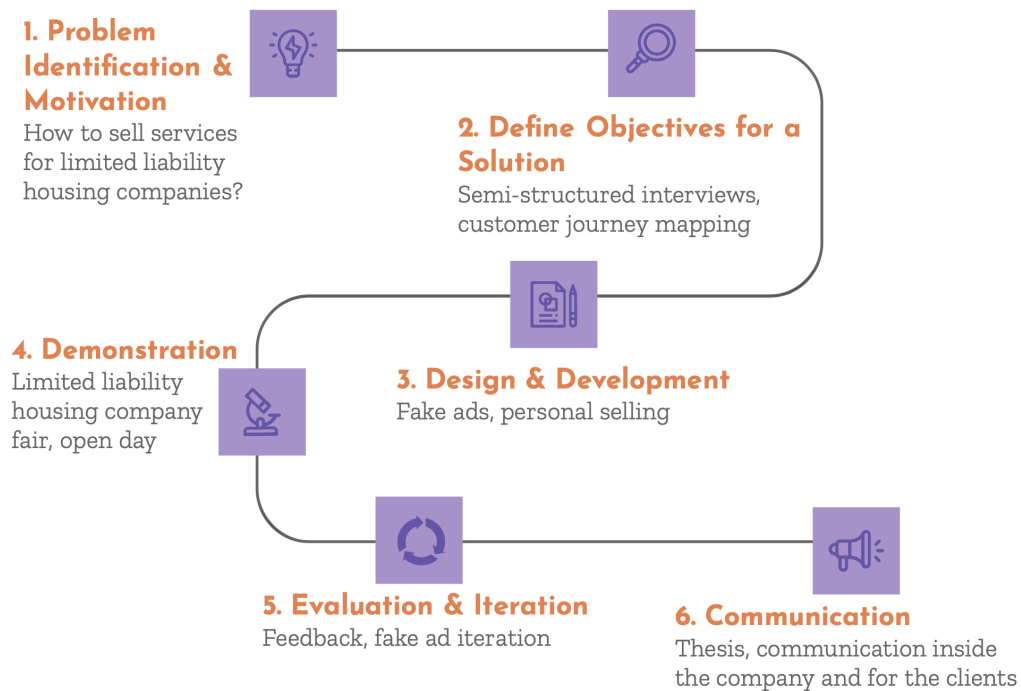 1. Problem
Identification &
Motivation
How to sell services
for limited liability
housing companies?
2. Define Objectives for a
Solution
Semi-structured interviews,
customer journey mapping
3. Design & Development
Fake ads, personal selling
4. Demonstration
Limited liability
housing company
fair, open day
5. Evaluation & Iteration
Feedback, fake ad iteration
6. Communication
Thesis, communication inside
the company and for the clients